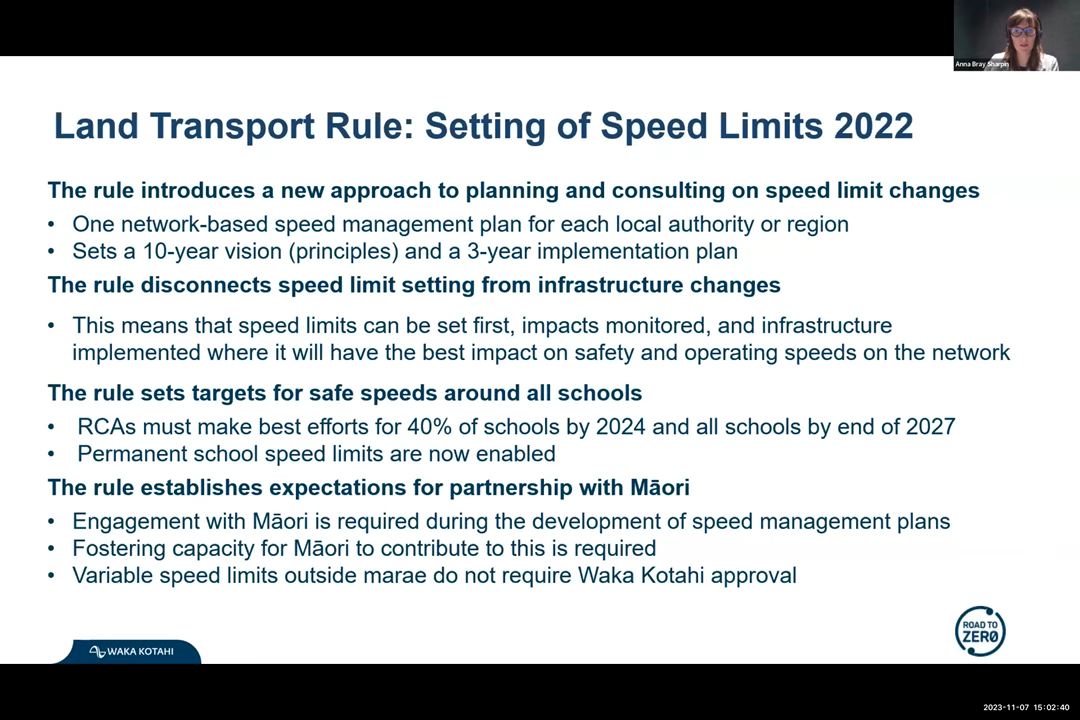 Anna Bray Sharpin
Land Transport Rule: Setting of Speed Limits 2022
The rule introduces a new approach to planning and consulting on speed limit changes
• One network-based speed management plan for each local authority or region
• Sets a 10-year vision (principles) and a 3-year implementation plan
The rule disconnects speed limit setting from infrastructure changes
• This means that speed limits can be set first, impacts monitored, and infrastructure
implemented where it will have the best impact on safety and operating speeds on the network
The rule sets targets for safe speeds around all schools
• RCAs must make best efforts for 40% of schools by 2024 and all schools by end of 2027
• Permanent school speed limits are now enabled
The rule establishes expectations for partnership with Māori
• Engagement with Māori is required during the development of speed management plans
• Fostering capacity for Māori to contribute to this is required
• Variable speed limits outside marae do not require Waka Kotahi approval
ROAD TO
ZERO
WAKA KOTAHI
2023-11-07 15:02:40